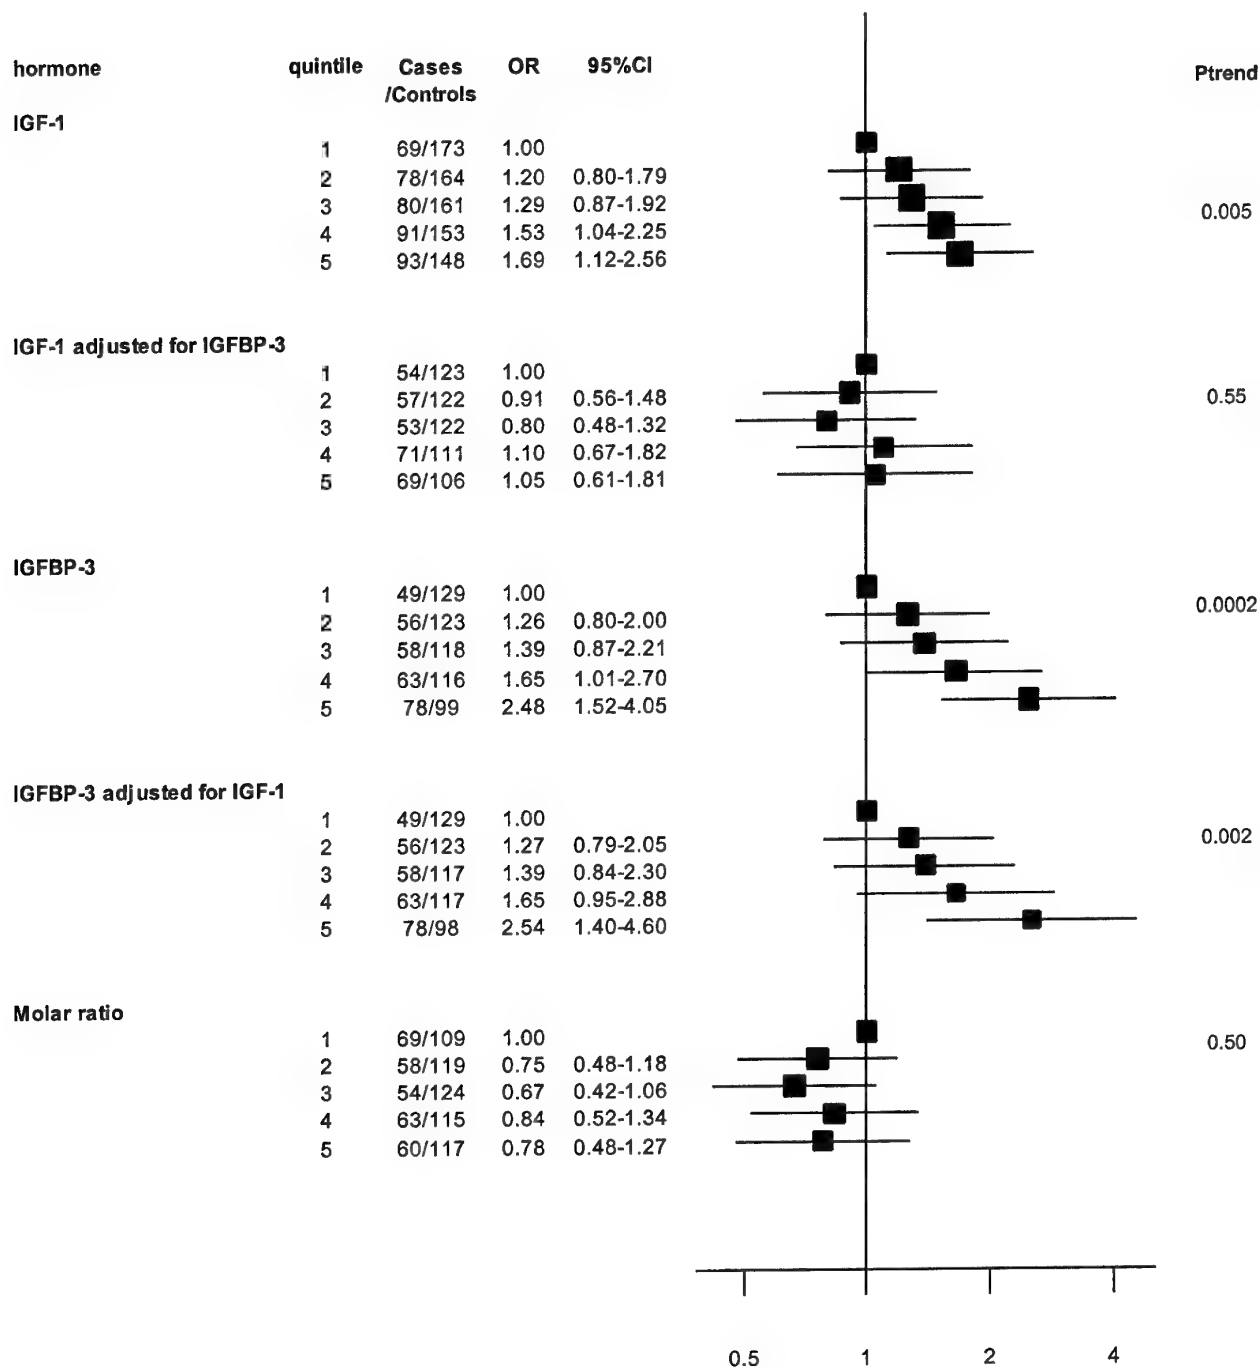 hormone quintile Cases /Controls OR 95%CI Ptrend
IGF-1
1 69/173 1.00
2 78/164 1.20 0.80-1.79
3 80/161 1.29 0.87-1.92
0.005
4 91/153 1.53 1.04-2.25
5 93/148 1.69 1.12-2.56
IGF-1 adjusted for IGFBP-3
1 54/123 1.00
2 57/122 0.91 0.56-1.48
0.55
3 53/122 0.80 0.48-1.32
4 71/111 1.10 0.67-1.82
5 69/106 1.05 0.61-1.81
IGFBP-3
1 49/129 1.00
0.0002
2 56/123 1.26 0.80-2.00
3 58/118 1.39 0.87-2.21
4 63/116 1.65 1.01-2.70
5 78/99 2.48 1.52-4.05
IGFBP-3 adjusted for IGF-1
1 49/129 1.00
0.002
2 56/123 1.27 0.79-2.05
3 58/117 1.39 0.84-2.30
4 63/117 1.65 0.95-2.88
5 78/98 2.54 1.40-4.60
Molar ratio
1 69/109 1.00
0.50
2 58/119 0.75 0.48-1.18
3 54/124 0.67 0.42-1.06
4 63/115 0.84 0.52-1.34
5 60/117 0.78 0.48-1.27
0.5 1 2 4